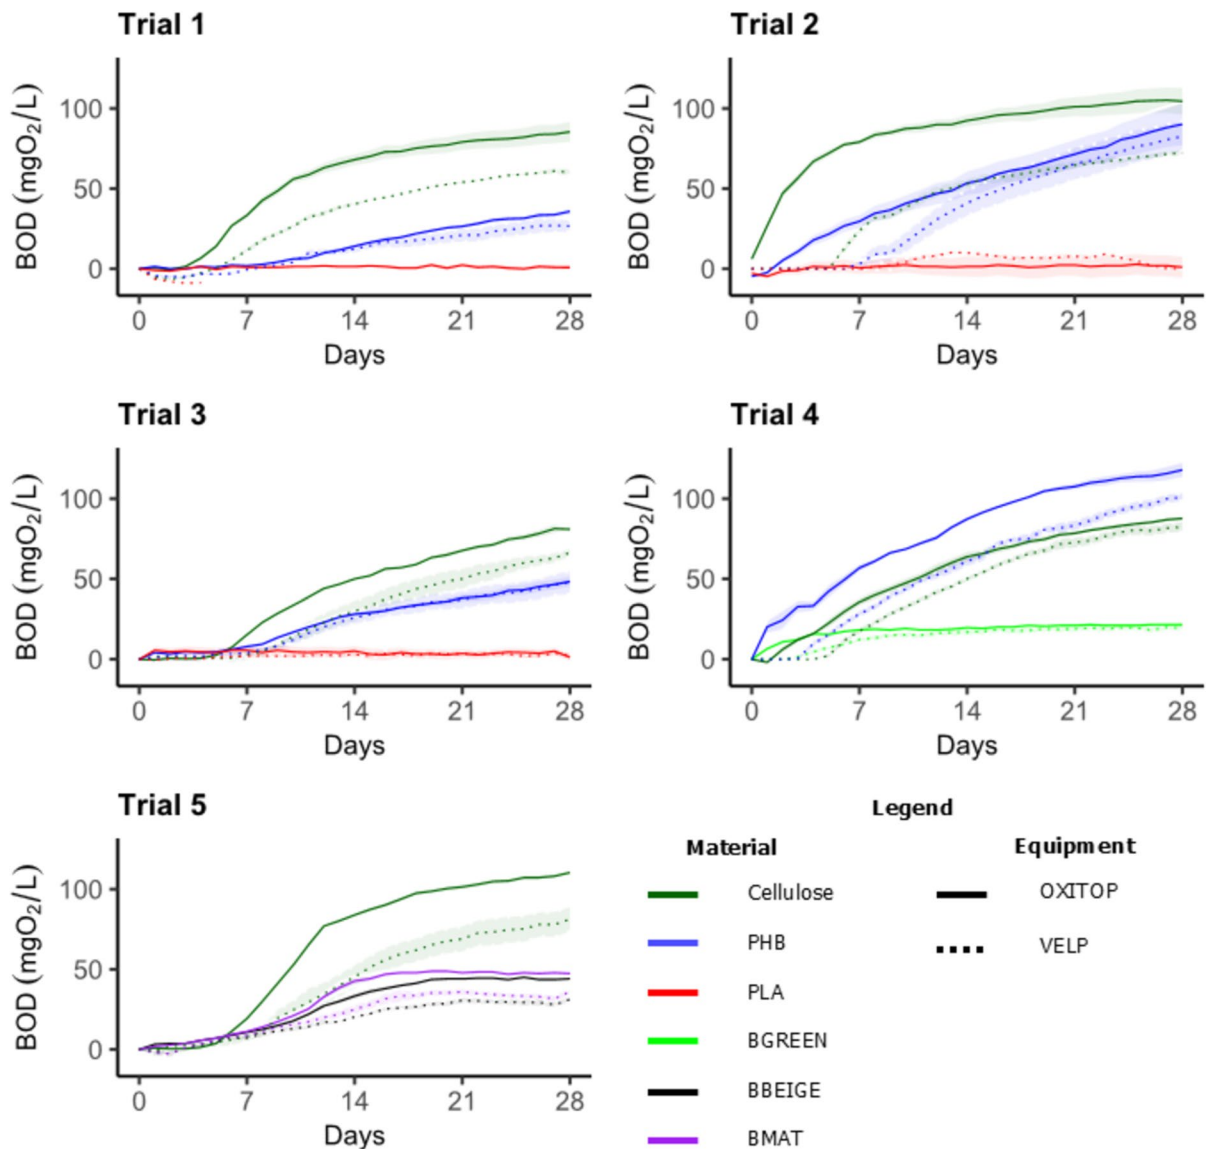 Trial 1
BOD (mgO₂/L)
100
50
0
0 7 14 21 28
Days
Trial 2
BOD (mgO₂/L)
100
50
0
0 7 14 21 28
Days
Trial 3
BOD (mgO₂/L)
100
50
0
0 7 14 21 28
Days
Trial 4
BOD (mgO₂/L)
100
50
0
0 7 14 21 28
Days
Trial 5
BOD (mgO₂/L)
100
50
0
0 7 14 21 28
Days
Legend
Material
Cellulose
PHB
PLA
BGREEN
BBEIGE
BMAT
Equipment
OXITOP
VELP